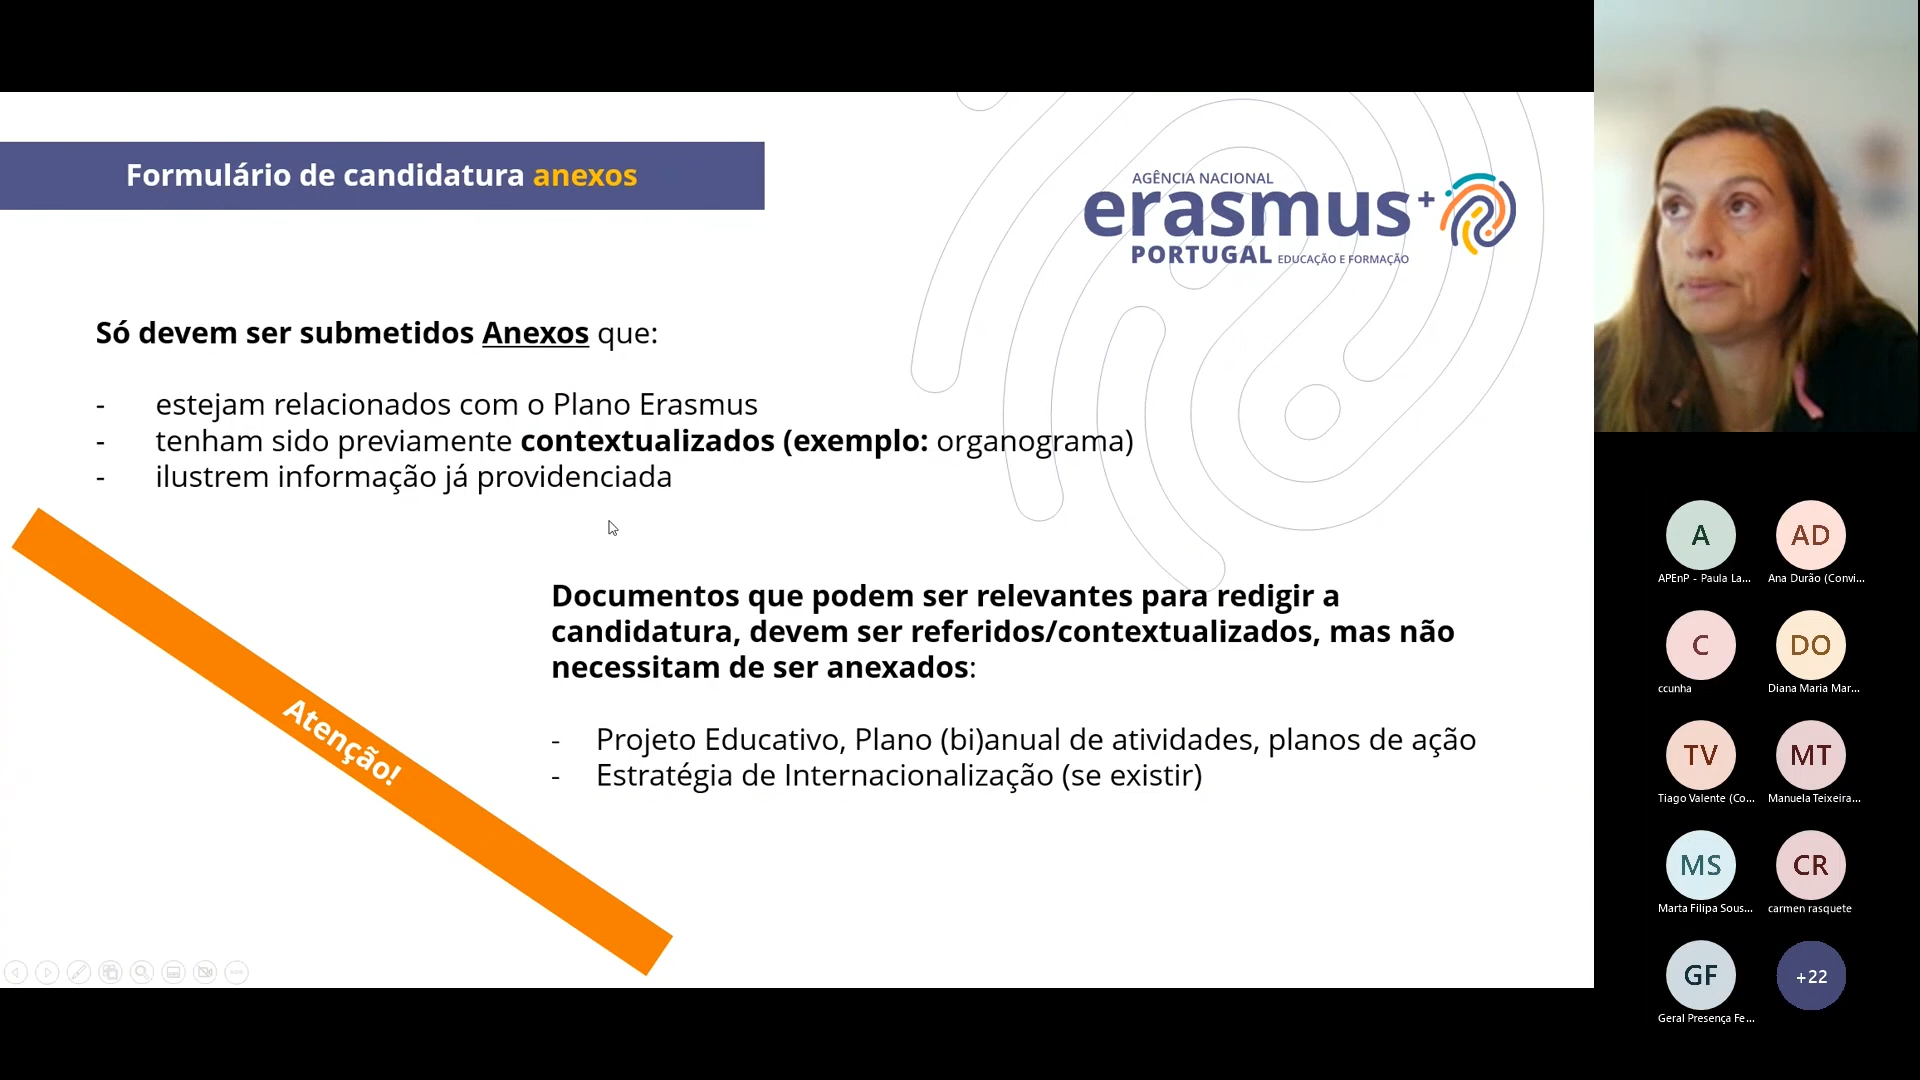 Formulário de candidatura anexos
AGÊNCIA NACIONAL
erasmus+
PORTUGAL EDUCAÇÃO E FORMAÇÃO
Só devem ser submetidos Anexos que:
- estejam relacionados com o Plano Erasmus
- tenham sido previamente contextualizados (exemplo: organograma)
- ilustrem informação já providenciada
Atenção!
Documentos que podem ser relevantes para redigir a
candidatura, devem ser referidos/contextualizados, mas não
necessitam de ser anexados:
- Projeto Educativo, Plano (bi)anual de atividades, planos de ação
- Estratégia de Internacionalização (se existir)
A
APEnP - Paula La...
AD
Ana Durão (Convi...
C
ccunha
DO
Diana Maria Mar...
TV
Tiago Valente (Co...
MT
Manuela Teixeira...
MS
Marta Filipa Sous...
CR
carmen rasquete
GF
Geral Presença Fe...
+22